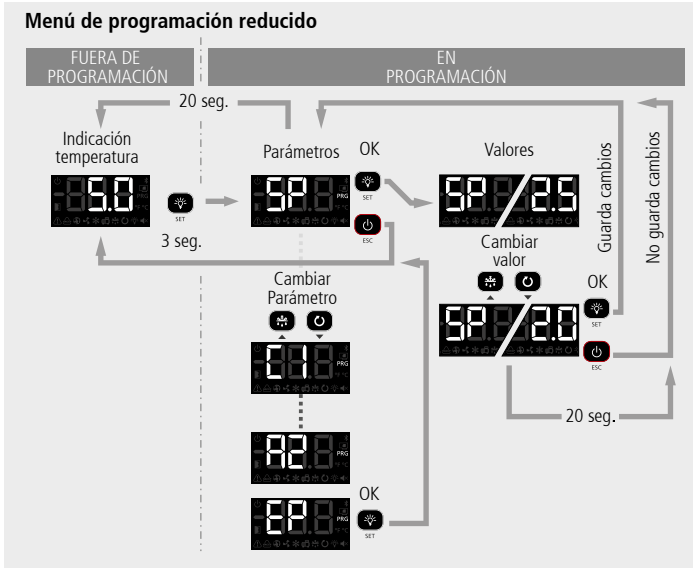 Menú de programación reducido
FUERA DE
PROGRAMACIÓN
EN
PROGRAMACIÓN
20 seg.
Indicación
temperatura
Parámetros
OK
Valores
5.0
SET
SP
PRG
SET
SP
2.5
3 seg.
ESC
Cambiar
valor
Guarda cambios
No guarda cambios
Cambiar
Parámetro
OK
SP
2.0
SET
ESC
C1
PRG
20 seg.
A2
PRG
OK
EP
PRG
SET